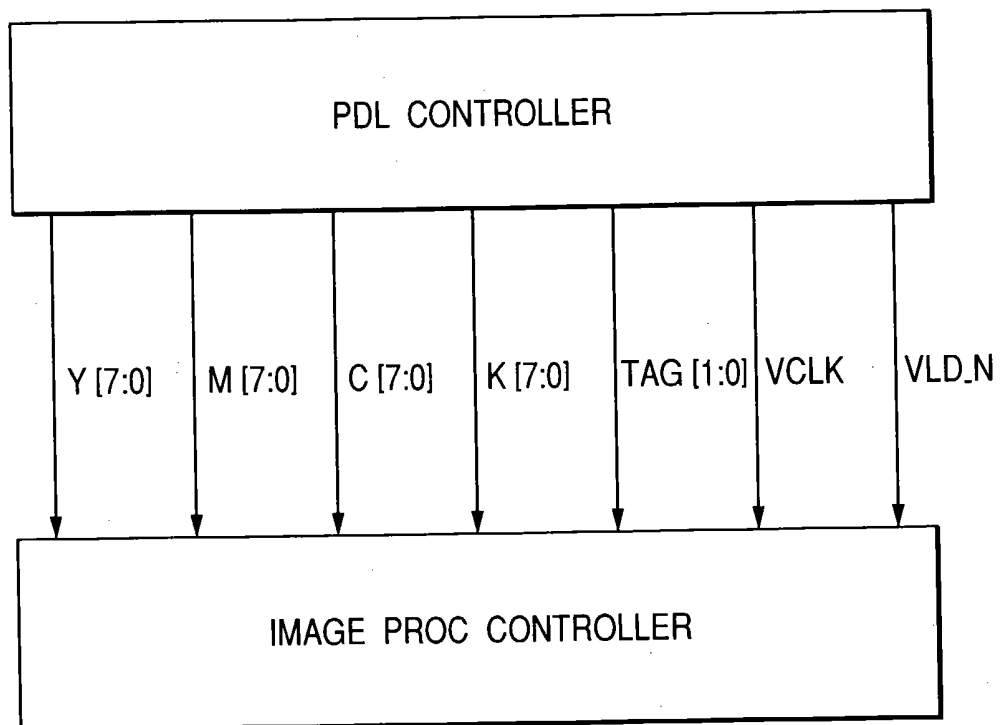 PDL CONTROLLER
Y [7:0]
M [7:0]
C [7:0]
K [7:0]
TAG [1:0]
VCLK
VLD_N
IMAGE PROC CONTROLLER